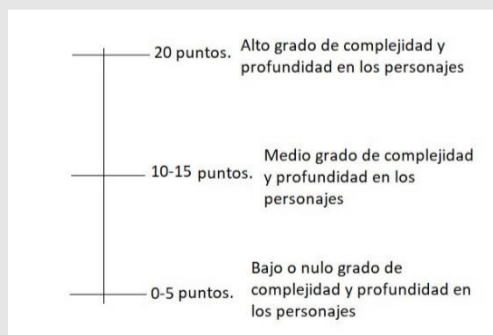 20 puntos. Alto grado de complejidad y
profundidad en los personajes
Medio grado de complejidad
10-15 puntos. y profundidad en los
personajes
Bajo o nulo grado de
0-5 puntos. complejidad y profundidad en
los personajes